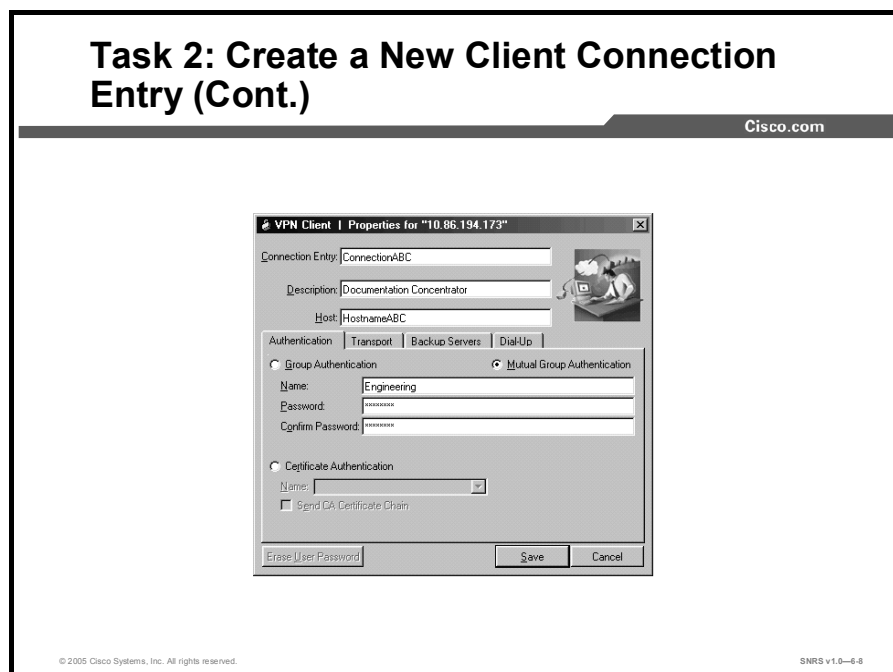 Task 2: Create a New Client Connection
Entry (Cont.)
Cisco.com
VPN Client | Properties for "10.86.194.173"
Connection Entry: ConnectionABC
Description: Documentation Concentrator
Host: HostnameABC
Authentication Transport Backup Servers Dial-Up
Group Authentication Mutual Group Authentication
Name: Engineering
Password: ********
Confirm Password: ********
Certificate Authentication
Name:
Send CA Certificate Chain
Erase User Password Save Cancel
© 2005 Cisco Systems, Inc. All rights reserved. SNRS v1.0—6-8